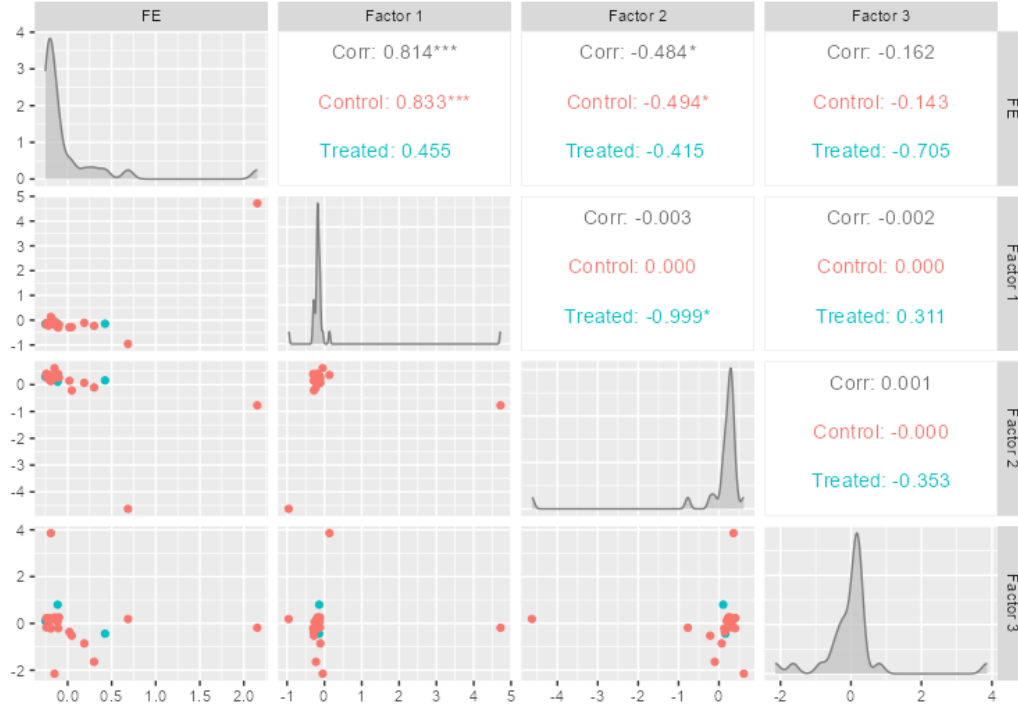 FE
Factor 1
Factor 2
Factor 3
4
3
2
1
0
Corr: 0.814***
Control: 0.833***
Treated: 0.455
Corr: -0.484*
Control: -0.494*
Treated: -0.415
Corr: -0.162
Control: -0.143
Treated: -0.705
FE
5
4
3
2
1
0
-1
Corr: -0.003
Control: 0.000
Treated: -0.999*
Corr: -0.002
Control: 0.000
Treated: 0.311
Factor 1
0
-1
-2
-3
-4
Corr: 0.001
Control: -0.000
Treated: -0.353
Factor 2
4
2
0
-2
Factor 3
0.0 0.5 1.0 1.5 2.0
-1 0 1 2 3 4 5
-4 -3 -2 -1 0
-2 0 2 4